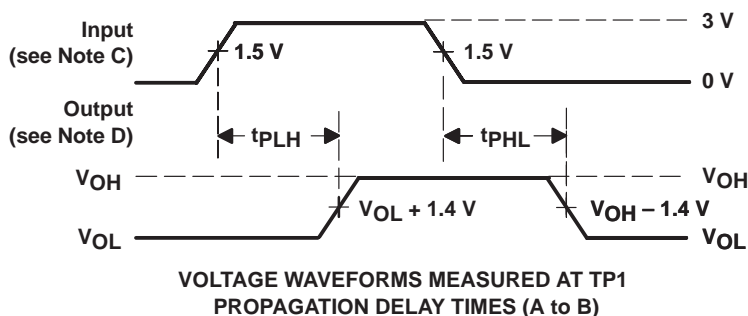 Input
(see Note C)
1.5 V
1.5 V
3 V
0 V
Output
(see Note D)
tPLH
tPHL
VOH
VOH
VOL + 1.4 V
VOH – 1.4 V
VOL
VOL
VOLTAGE WAVEFORMS MEASURED AT TP1
PROPAGATION DELAY TIMES (A to B)